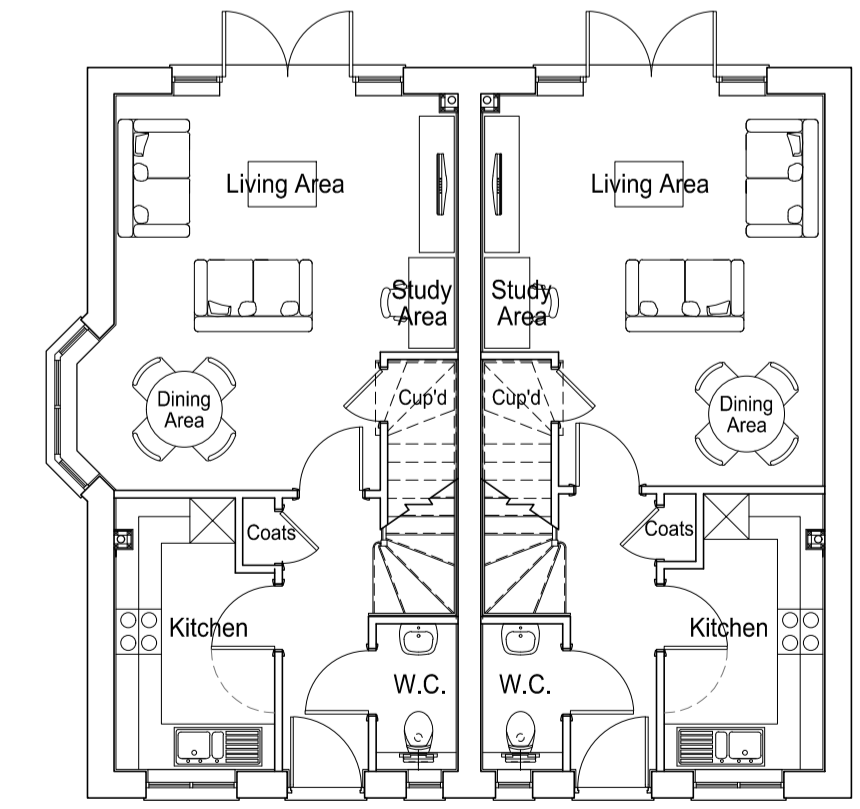 Living Area
Living Area
Study
Area
Study
Area
Cup'd
Cup'd
Dining
Area
Dining
Area
Coats
Coats
Kitchen
Kitchen
W.C.
W.C.